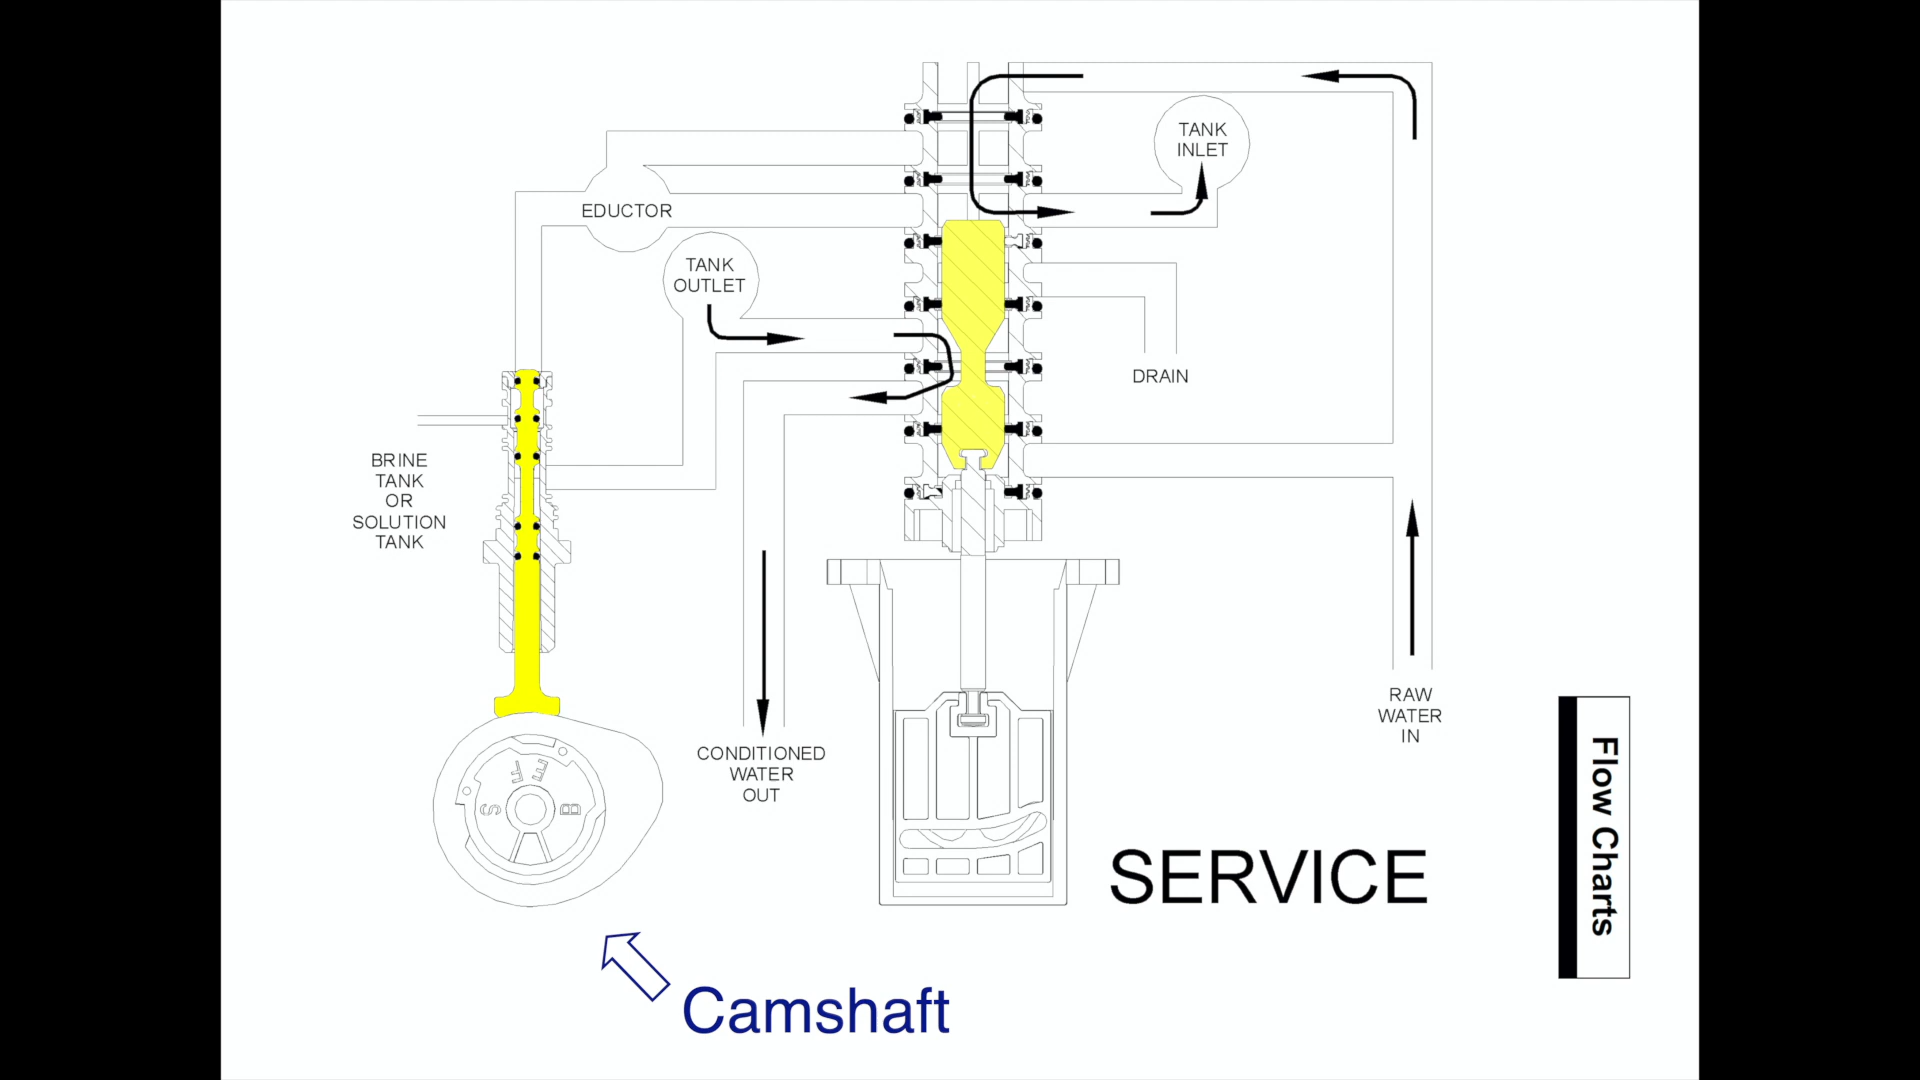 TANK
INLET
EDUCTOR
TANK
OUTLET
DRAIN
BRINE
TANK
OR
SOLUTION
TANK
RAW
WATER
IN
CONDITIONED
WATER
OUT
S F E B
SERVICE
Flow Charts
Camshaft